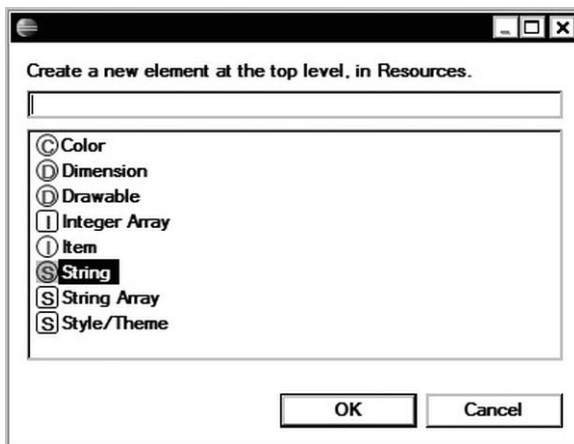 Create a new element at the top level, in Resources.
C Color
D Dimension
D Drawable
I Integer Array
I Item
S String
S String Array
S Style/Theme
OK Cancel